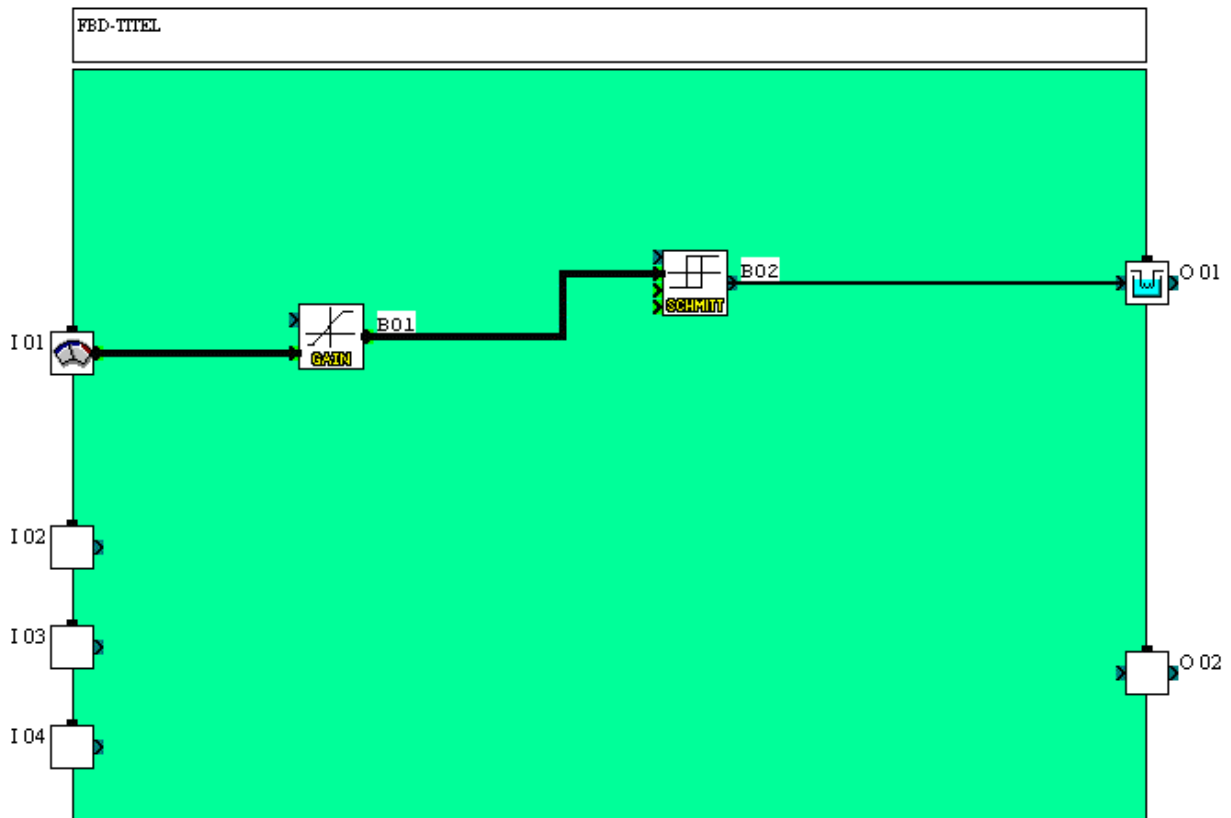 FBD-TITEL
B02
SCHMITT
O 01
B01
I 01
GAIN
I 02
I 03
O 02
I 04